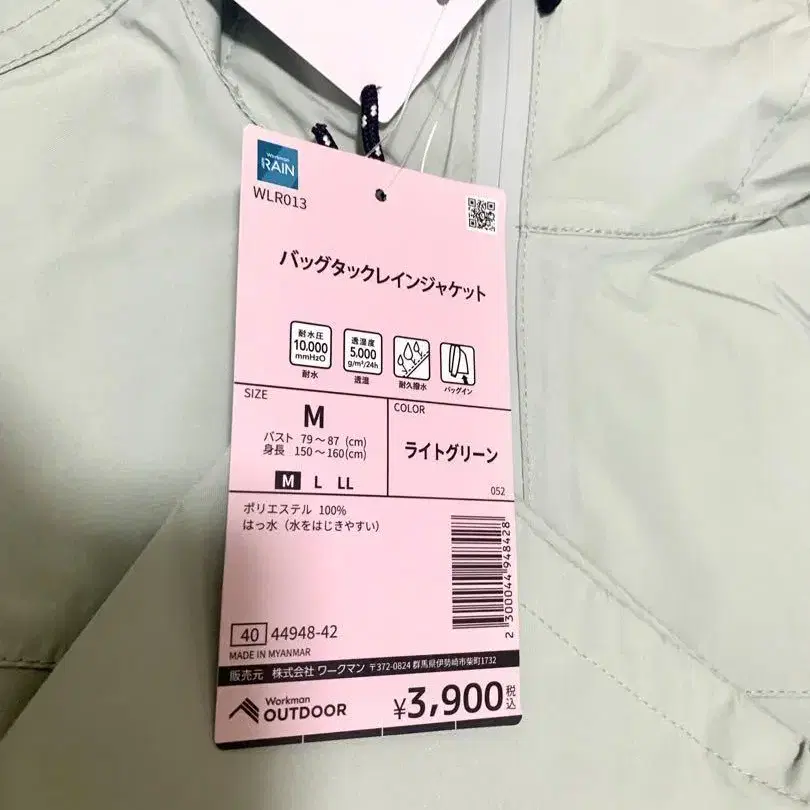 Workman
RAIN
WLR013
バッグタックレインジャケット
耐水圧
10.000
mmH2O
耐水
透湿度
5.000
g/m²/24h
透湿
耐久撥水
バッグイン
SIZE
M
バスト 79～87 (cm)
身長 150～160(cm)
M L LL
COLOR
ライトグリーン
052
ポリエステル 100%
はっ水（水をはじきやすい）
2 300044 948428
40 44948-42
MADE IN MYANMAR
販売元 株式会社 ワークマン 〒372-0824 群馬県伊勢崎市柴町1732
Workman
OUTDOOR
¥3,900 税込